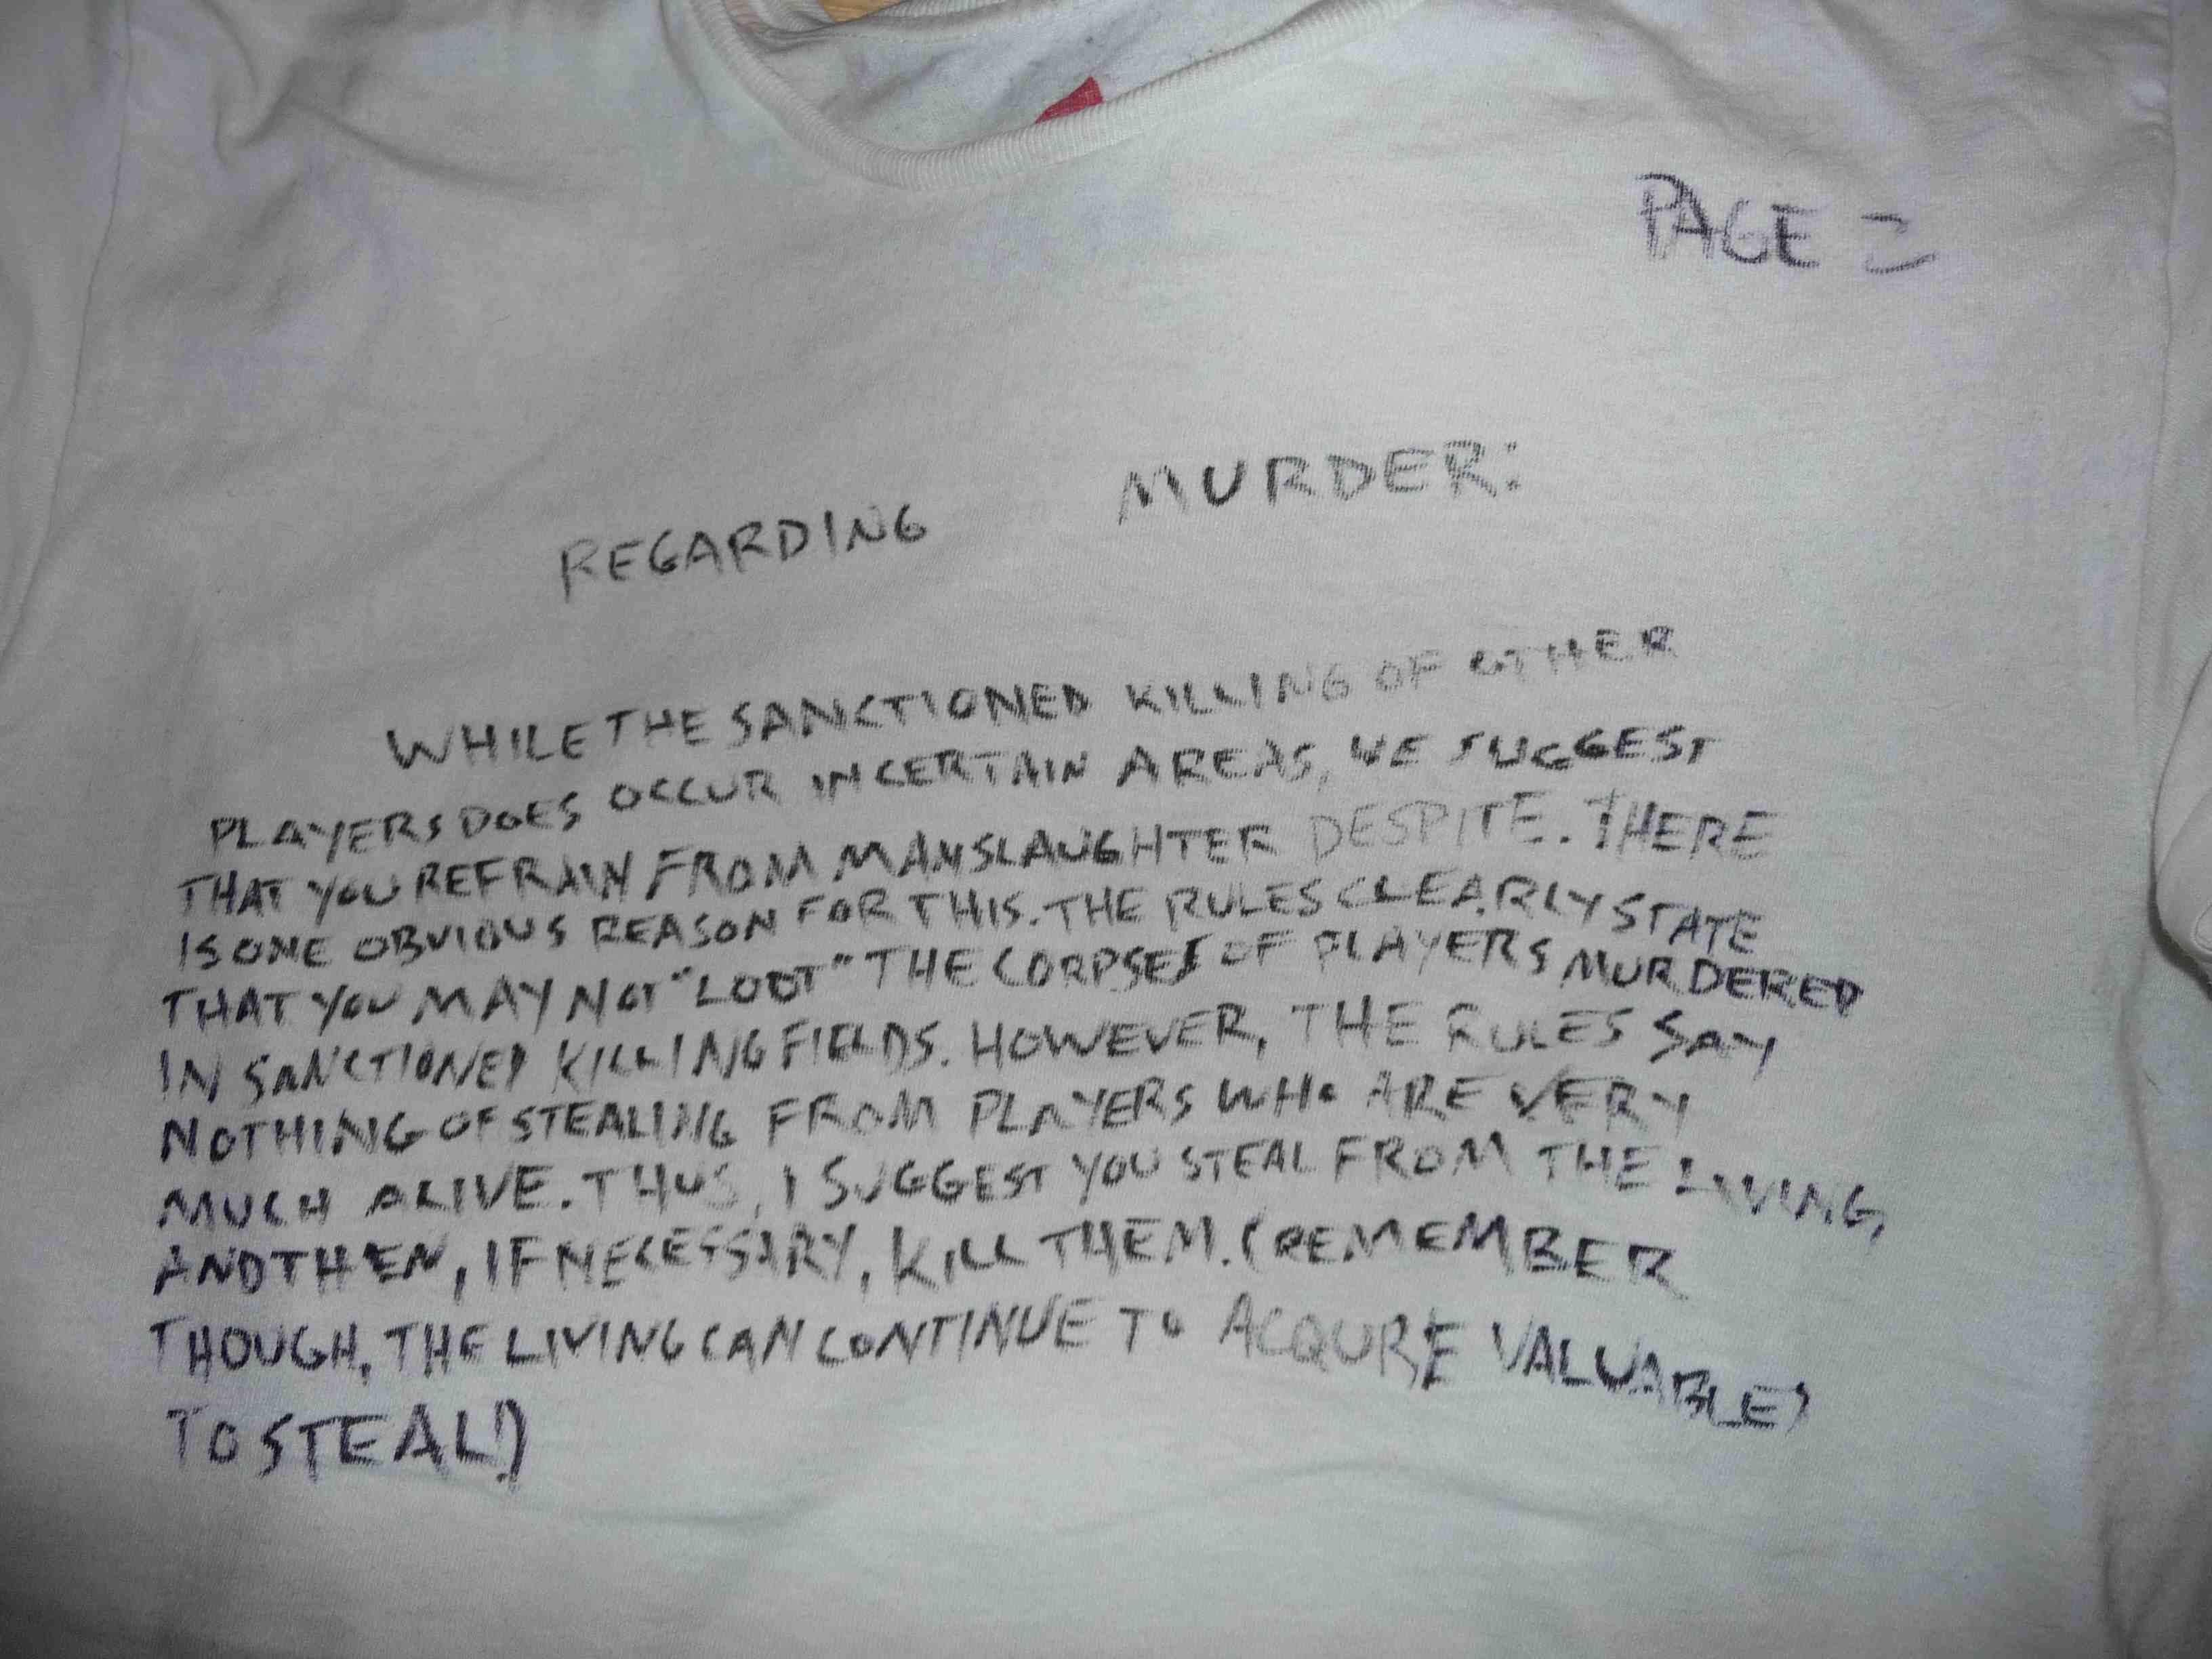 PAGE 2
REGARDING MURDER:
WHILE THE SANCTIONED KILLING OF OTHER
PLAYERS DOES OCCUR IN CERTAIN AREAS, WE SUGGEST
THAT YOU REFRAIN FROM MANSLAUGHTER DESPITE. THERE
IS ONE OBVIOUS REASON FOR THIS. THE RULES CLEARLY STATE
THAT YOU MAY NOT "LOOT" THE CORPSES OF PLAYERS MURDERED
IN SANCTIONED KILLING FIELDS. HOWEVER, THE RULES SAY
NOTHING OF STEALING FROM PLAYERS WHO ARE VERY
MUCH ALIVE. THUS, I SUGGEST YOU STEAL FROM THE LIVING,
AND THEN, IF NECESSARY, KILL THEM. (REMEMBER
THOUGH, THE LIVING CAN CONTINUE TO ACQURE VALUABLES
TO STEAL!)